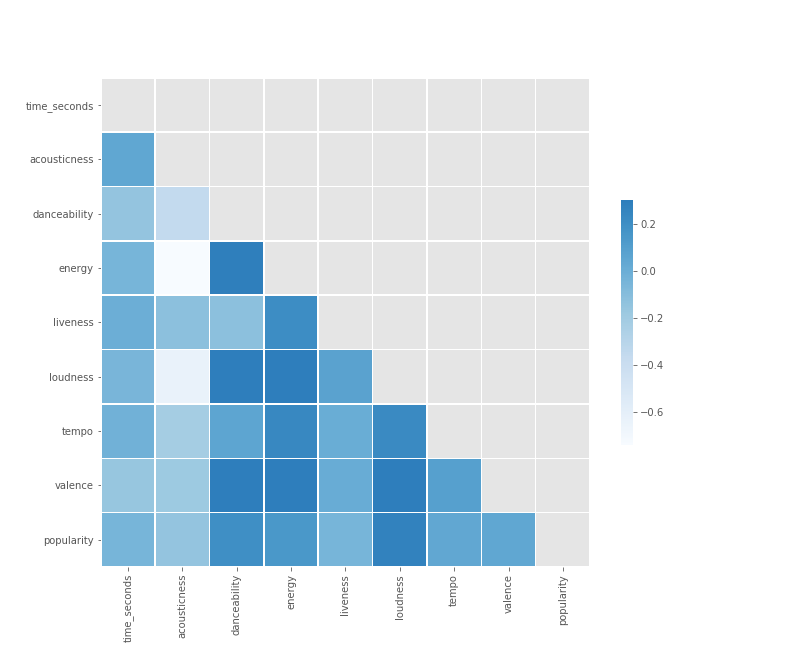 time_seconds
acousticness
danceability
energy
liveness
loudness
tempo
valence
popularity
0.2
0.0
−0.2
−0.4
−0.6
time_seconds
acousticness
danceability
energy
liveness
loudness
tempo
valence
popularity